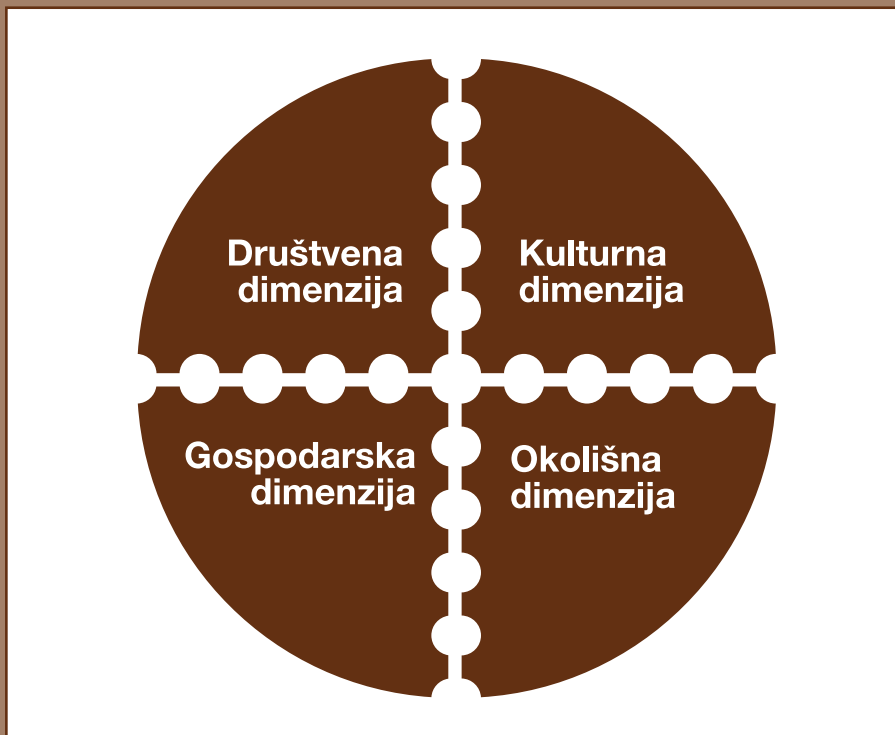 Društvena
dimenzija
Kulturna
dimenzija
Gospodarska
dimenzija
Okolišna
dimenzija